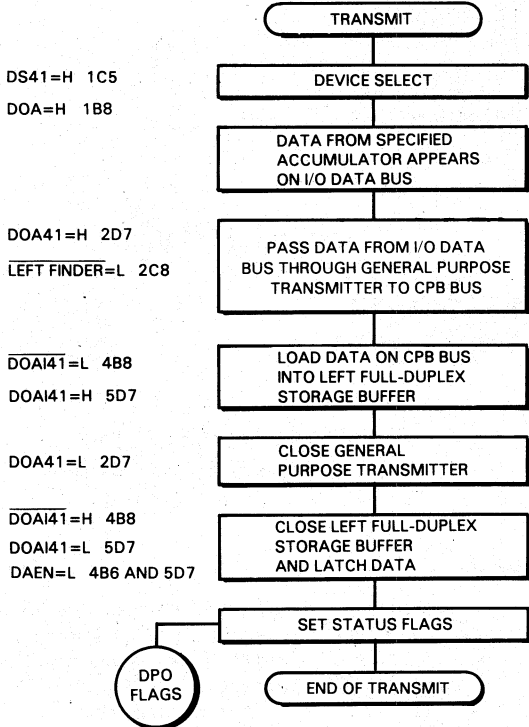 TRANSMIT
DS41=H 1C5
DEVICE SELECT
DOA=H 1B8
DATA FROM SPECIFIED
ACCUMULATOR APPEARS
ON I/O DATA BUS
DOA41=H 2D7
LEFT FINDER=L 2C8
PASS DATA FROM I/O DATA
BUS THROUGH GENERAL PURPOSE
TRANSMITTER TO CPB BUS
DOAI41=L 4B8
DOAI41=H 5D7
LOAD DATA ON CPB BUS
INTO LEFT FULL-DUPLEX
STORAGE BUFFER
DOA41=L 2D7
CLOSE GENERAL
PURPOSE TRANSMITTER
DOAI41=H 4B8
DOAI41=L 5D7
DAEN=L 4B6 AND 5D7
CLOSE LEFT FULL-DUPLEX
STORAGE BUFFER
AND LATCH DATA
SET STATUS FLAGS
DPO
FLAGS
END OF TRANSMIT